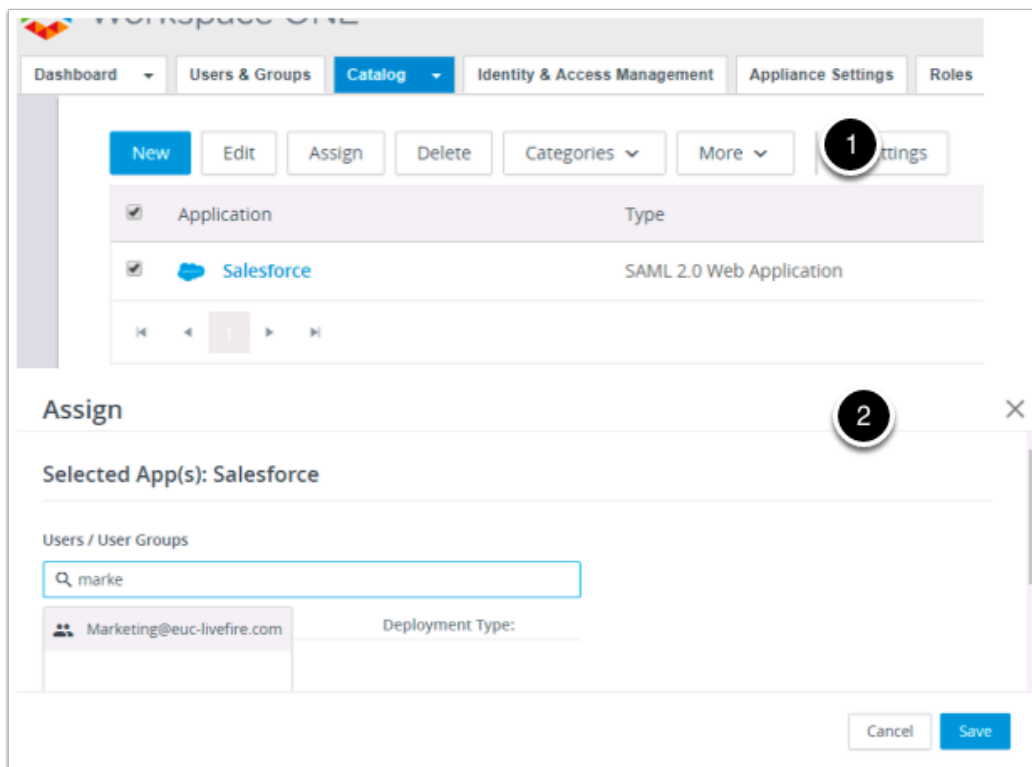 Workspace ONE
Dashboard Users & Groups Catalog Identity & Access Management Appliance Settings Roles
New Edit Assign Delete Categories More 1 ttings
Application Type
Salesforce SAML 2.0 Web Application
1
Assign 2
Selected App(s): Salesforce
Users / User Groups
marke
Marketing@euc-livefire.com Deployment Type:
Cancel Save